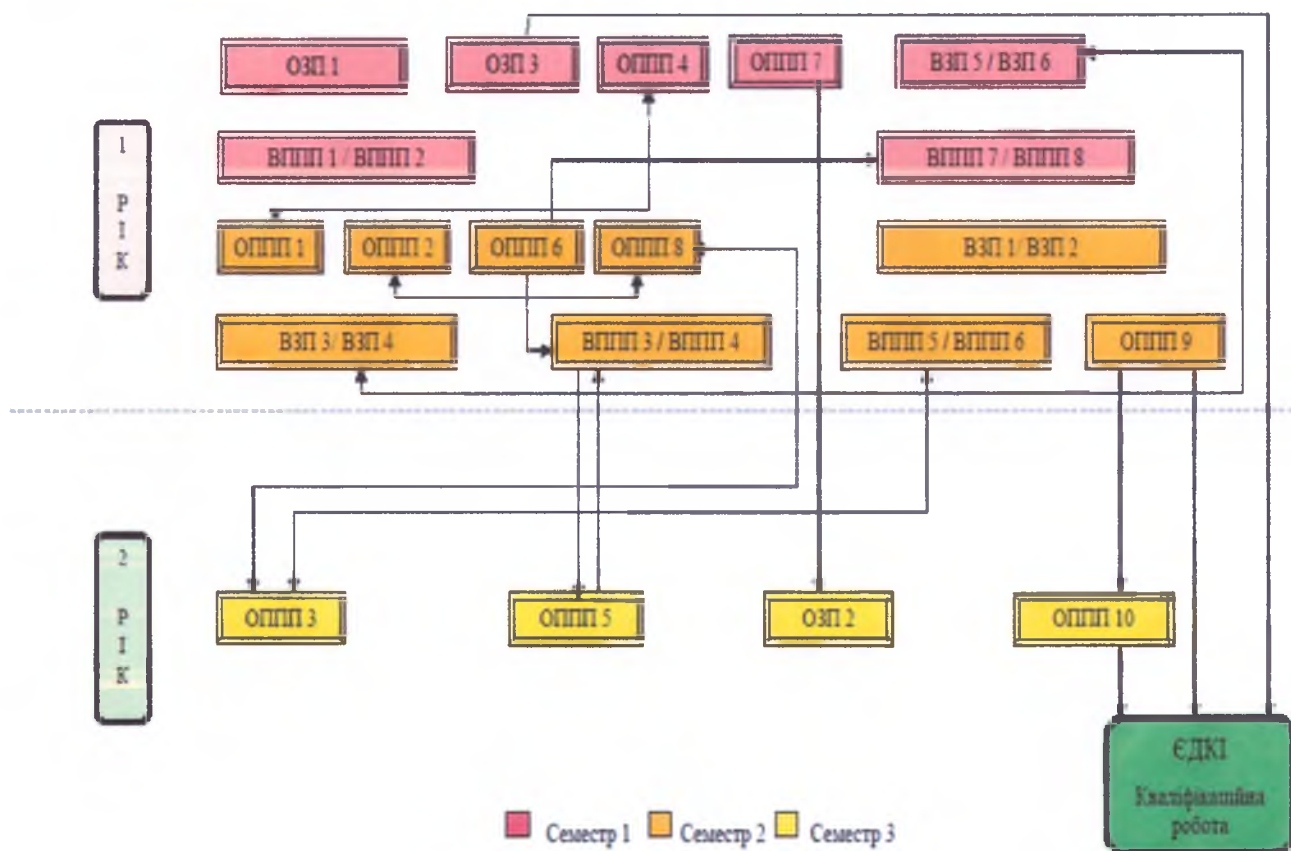 ОЗП 1
ОЗП 3
ОППП 4
ОППП 7
ВЗП 5 / ВЗП 6
1
РІК
ВППП 1 / ВППП 2
ВППП 7 / ВППП 8
ОППП 1
ОППП 2
ОППП 6
ОППП 8
ВЗП 1/ ВЗП 2
ВЗП 3/ ВЗП 4
ВППП 3 / ВППП 4
ВППП 5 / ВППП 6
ОППП 9
2
РІК
ОППП 3
ОППП 5
ОЗП 2
ОППП 10
ЄДКІ
Кваліфікаційна
робота
Семестр 1
Семестр 2
Семестр 3